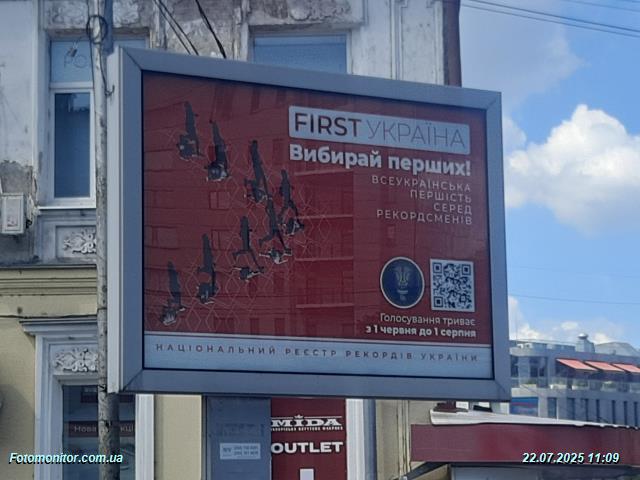 FIRST УКРАЇНА
Вибирай перших!
ВСЕУКРАЇНСЬКА
ПЕРШІСТЬ
СЕРЕД
РЕКОРДСМЕНІВ
Голосування триває
з 1 червня до 1 серпня
НАЦІОНАЛЬНИЙ РЕЄСТР РЕКОРДІВ УКРАЇНИ
Нова
MIDA
OUTLET
Fotomonitor.com.ua
22.07.2025 11:09